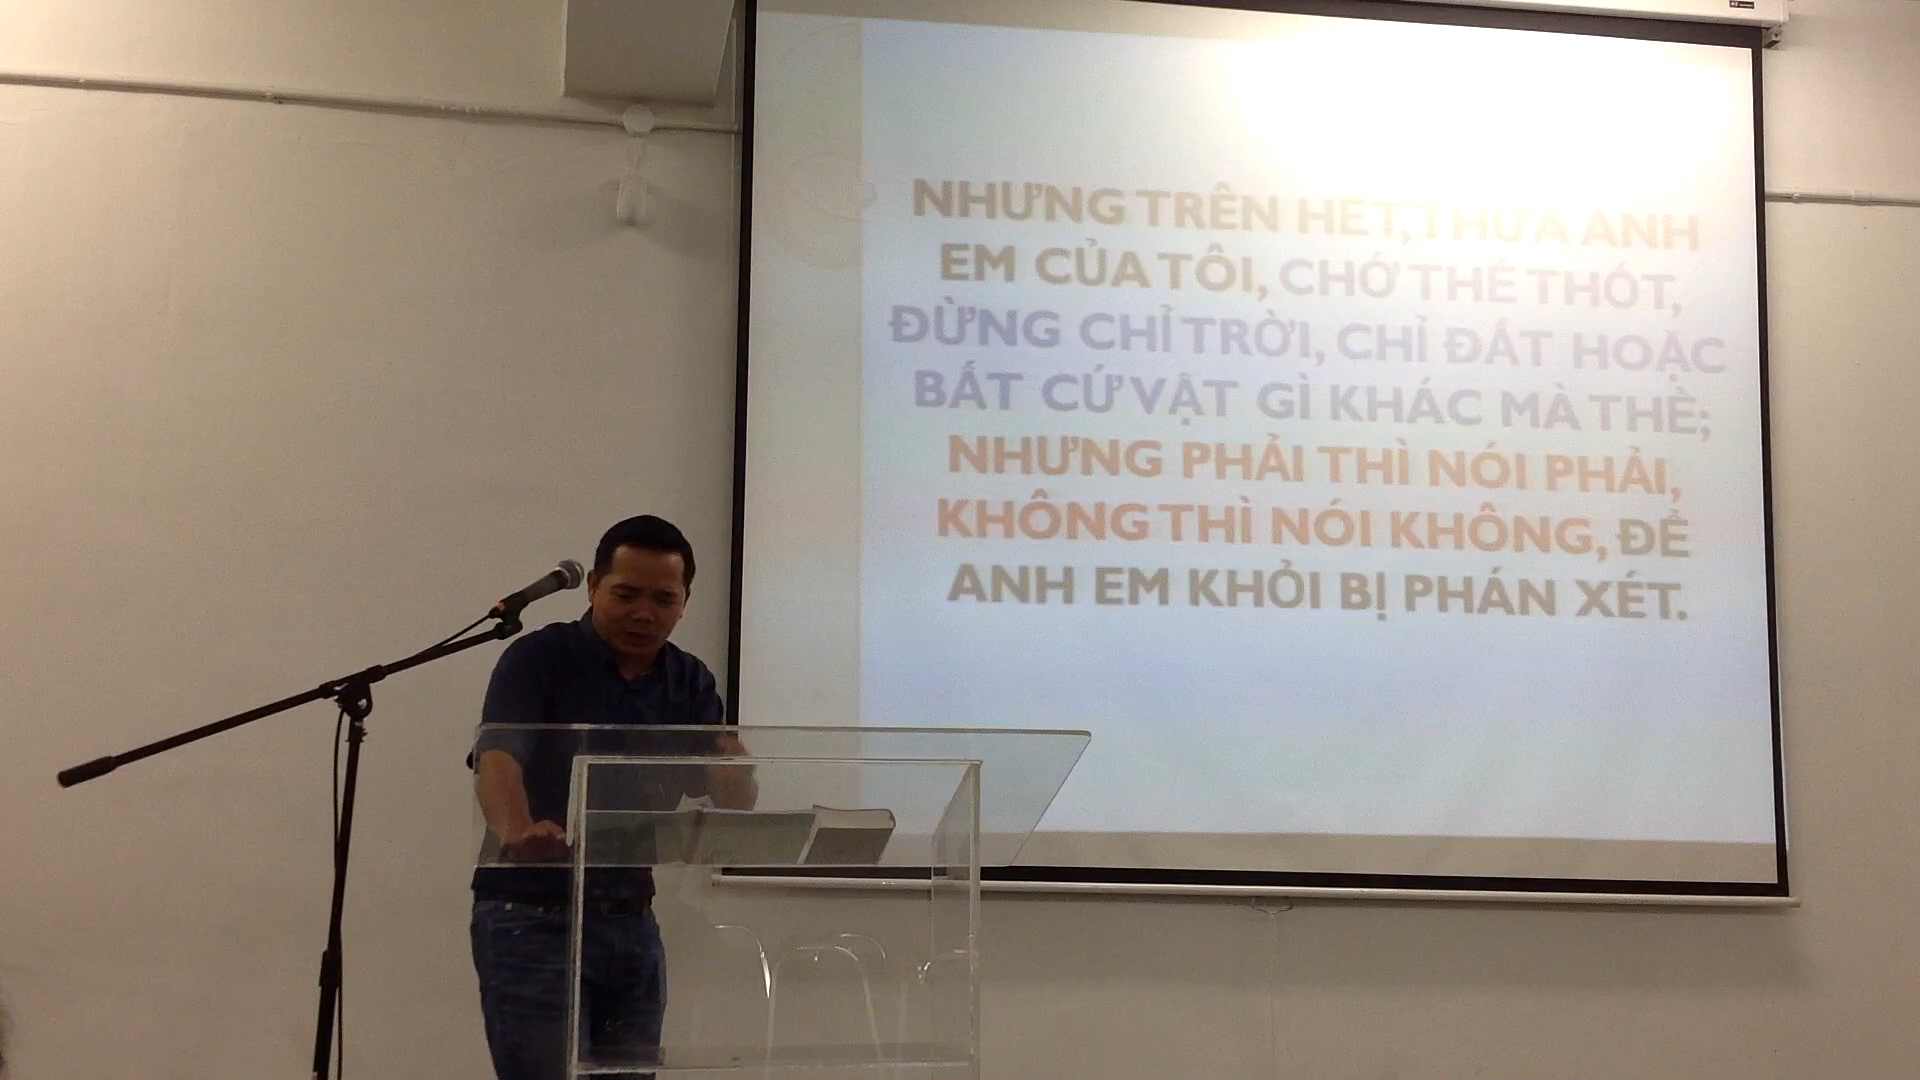 NHƯNG TRÊN HẾT, THƯA ANH
EM CỦA TÔI, CHỚ THỀ THỐT,
ĐỪNG CHỈ TRỜI, CHỈ ĐẤT HOẶC
BẤT CỨ VẬT GÌ KHÁC MÀ THỀ;
NHƯNG PHẢI THÌ NÓI PHẢI,
KHÔNG THÌ NÓI KHÔNG, ĐỂ
ANH EM KHỎI BỊ PHÁN XÉT.